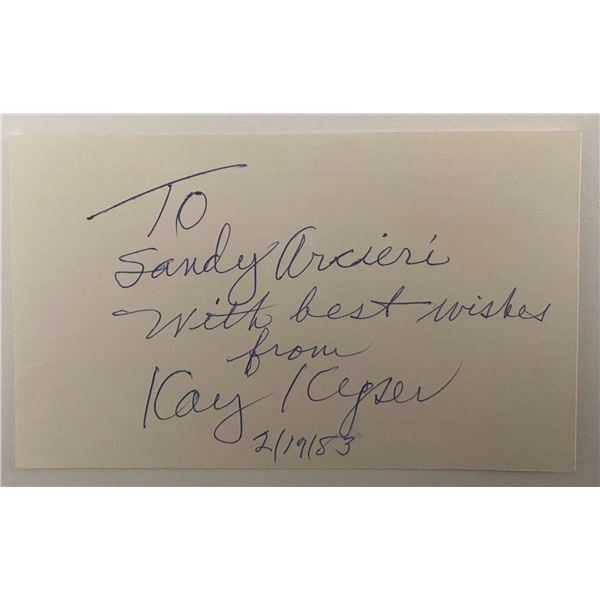 To
Sandy Arcieri
With best wishes
from
Kay Kyser
2/19/83